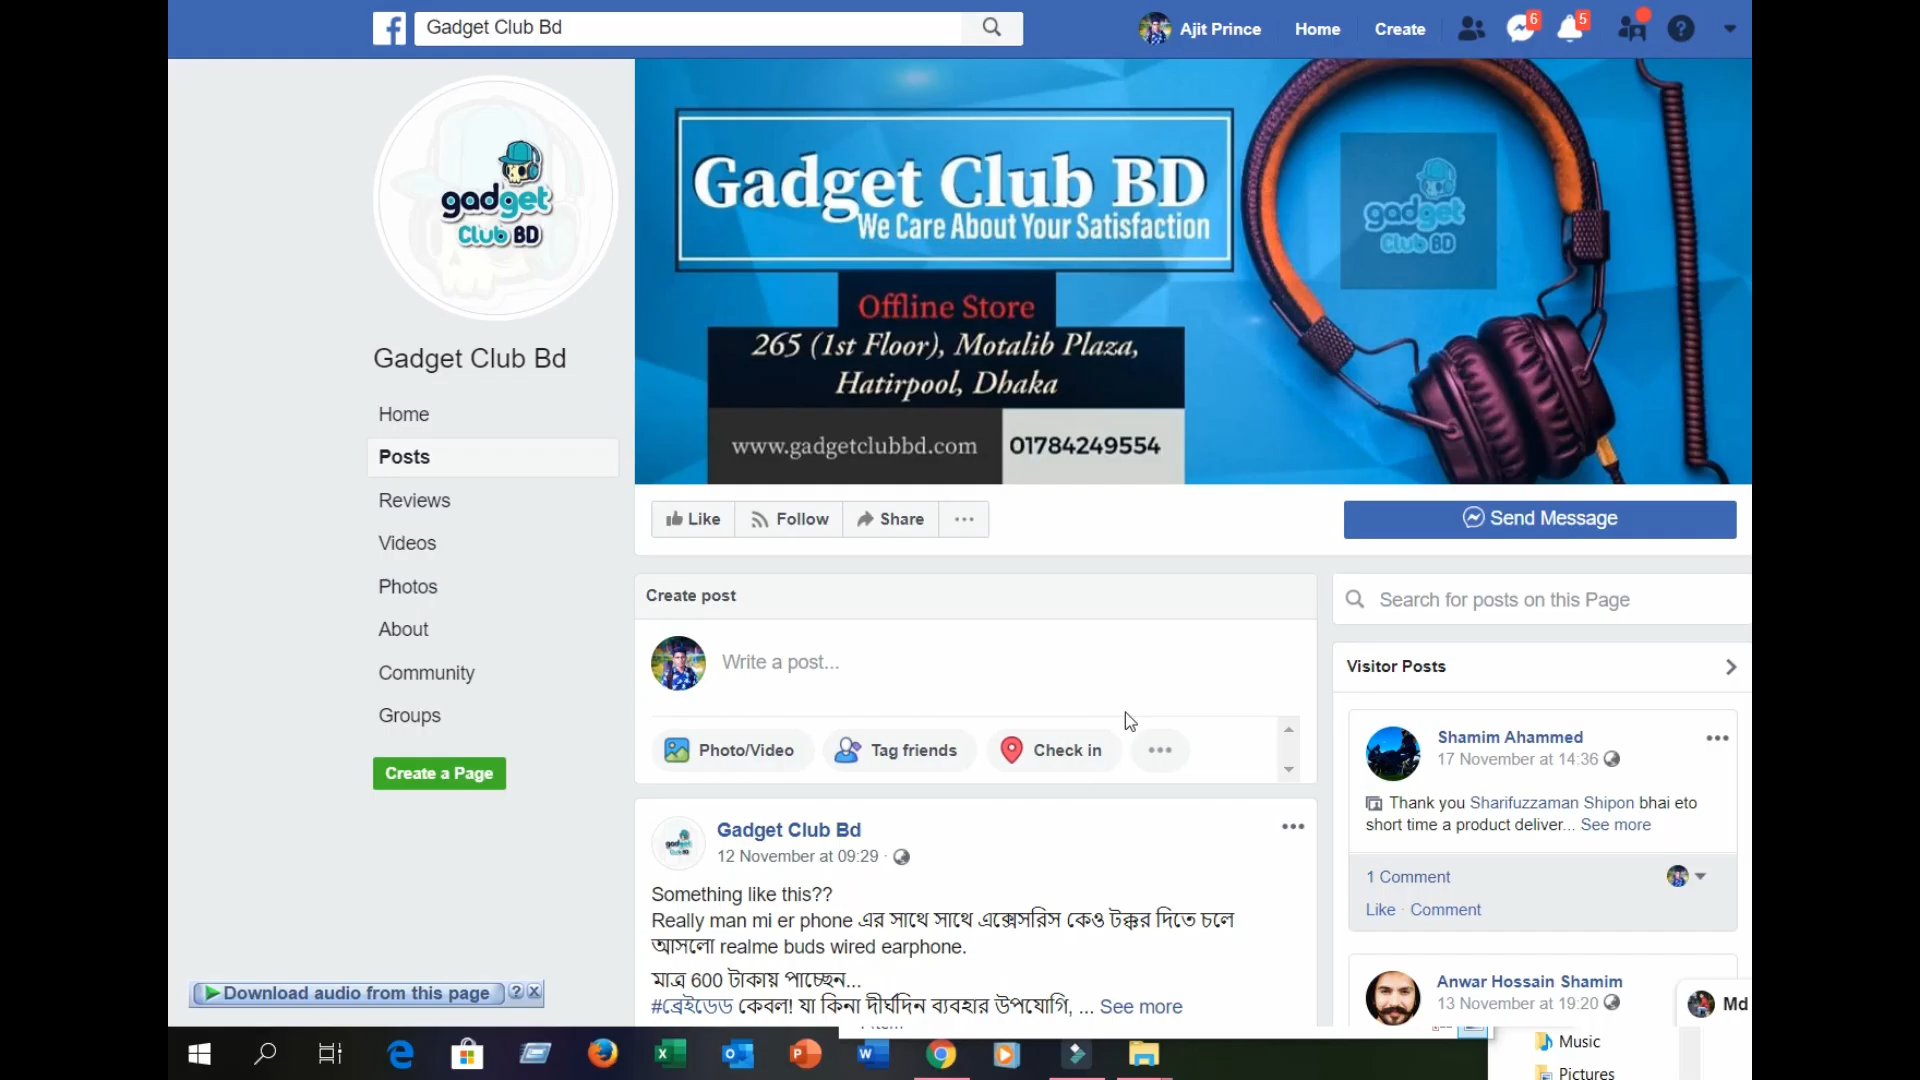 Gadget Club Bd
Ajit Prince
Home
Create
6
5
gadget
Club BD
Gadget Club BD
We Care About Your Satisfaction
gadget
Club BD
Offline Store
265 (1st Floor), Motalib Plaza,
Hatirpool, Dhaka
www.gadgetclubbd.com
01784249554
Gadget Club Bd
Home
Posts
Reviews
Videos
Photos
About
Community
Groups
Create a Page
Like
Follow
Share
Send Message
Create post
Write a post...
Photo/Video
Tag friends
Check in
Search for posts on this Page
Visitor Posts
Shamim Ahammed
17 November at 14:36
Thank you Sharifuzzaman Shipon bhai eto
short time a product deliver... See more
1 Comment
Like · Comment
Anwar Hossain Shamim
13 November at 19:20
Md
Gadget Club Bd
12 November at 09:29 ·
Something like this??
Really man mi er phone এর সাথে সাথে এক্সেসরিস কেও টক্কর দিতে চলে
আসলো realme buds wired earphone.
মাত্র 600 টাকায় পাচ্ছেন...
#ব্রেইডেড কেবল! যা কিনা দীর্ঘদিন ব্যবহার উপযোগি, ... See more
Download audio from this page
Music
Pictures